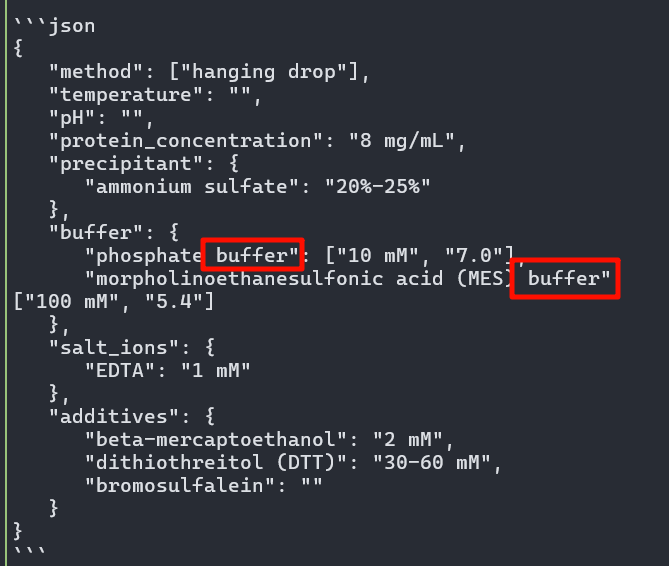 ```json
{
"method": ["hanging drop"],
"temperature": "",
"pH": "",
"protein_concentration": "8 mg/mL",
"precipitant": {
"ammonium sulfate": "20%-25%"
},
"buffer": {
"phosphate buffer": ["10 mM", "7.0"],
"morpholinoethanesulfonic acid (MES) buffer"
["100 mM", "5.4"]
},
"salt_ions": {
"EDTA": "1 mM"
},
"additives": {
"beta-mercaptoethanol": "2 mM",
"dithiothreitol (DTT)": "30-60 mM",
"bromosulfalein": ""
}
}
```